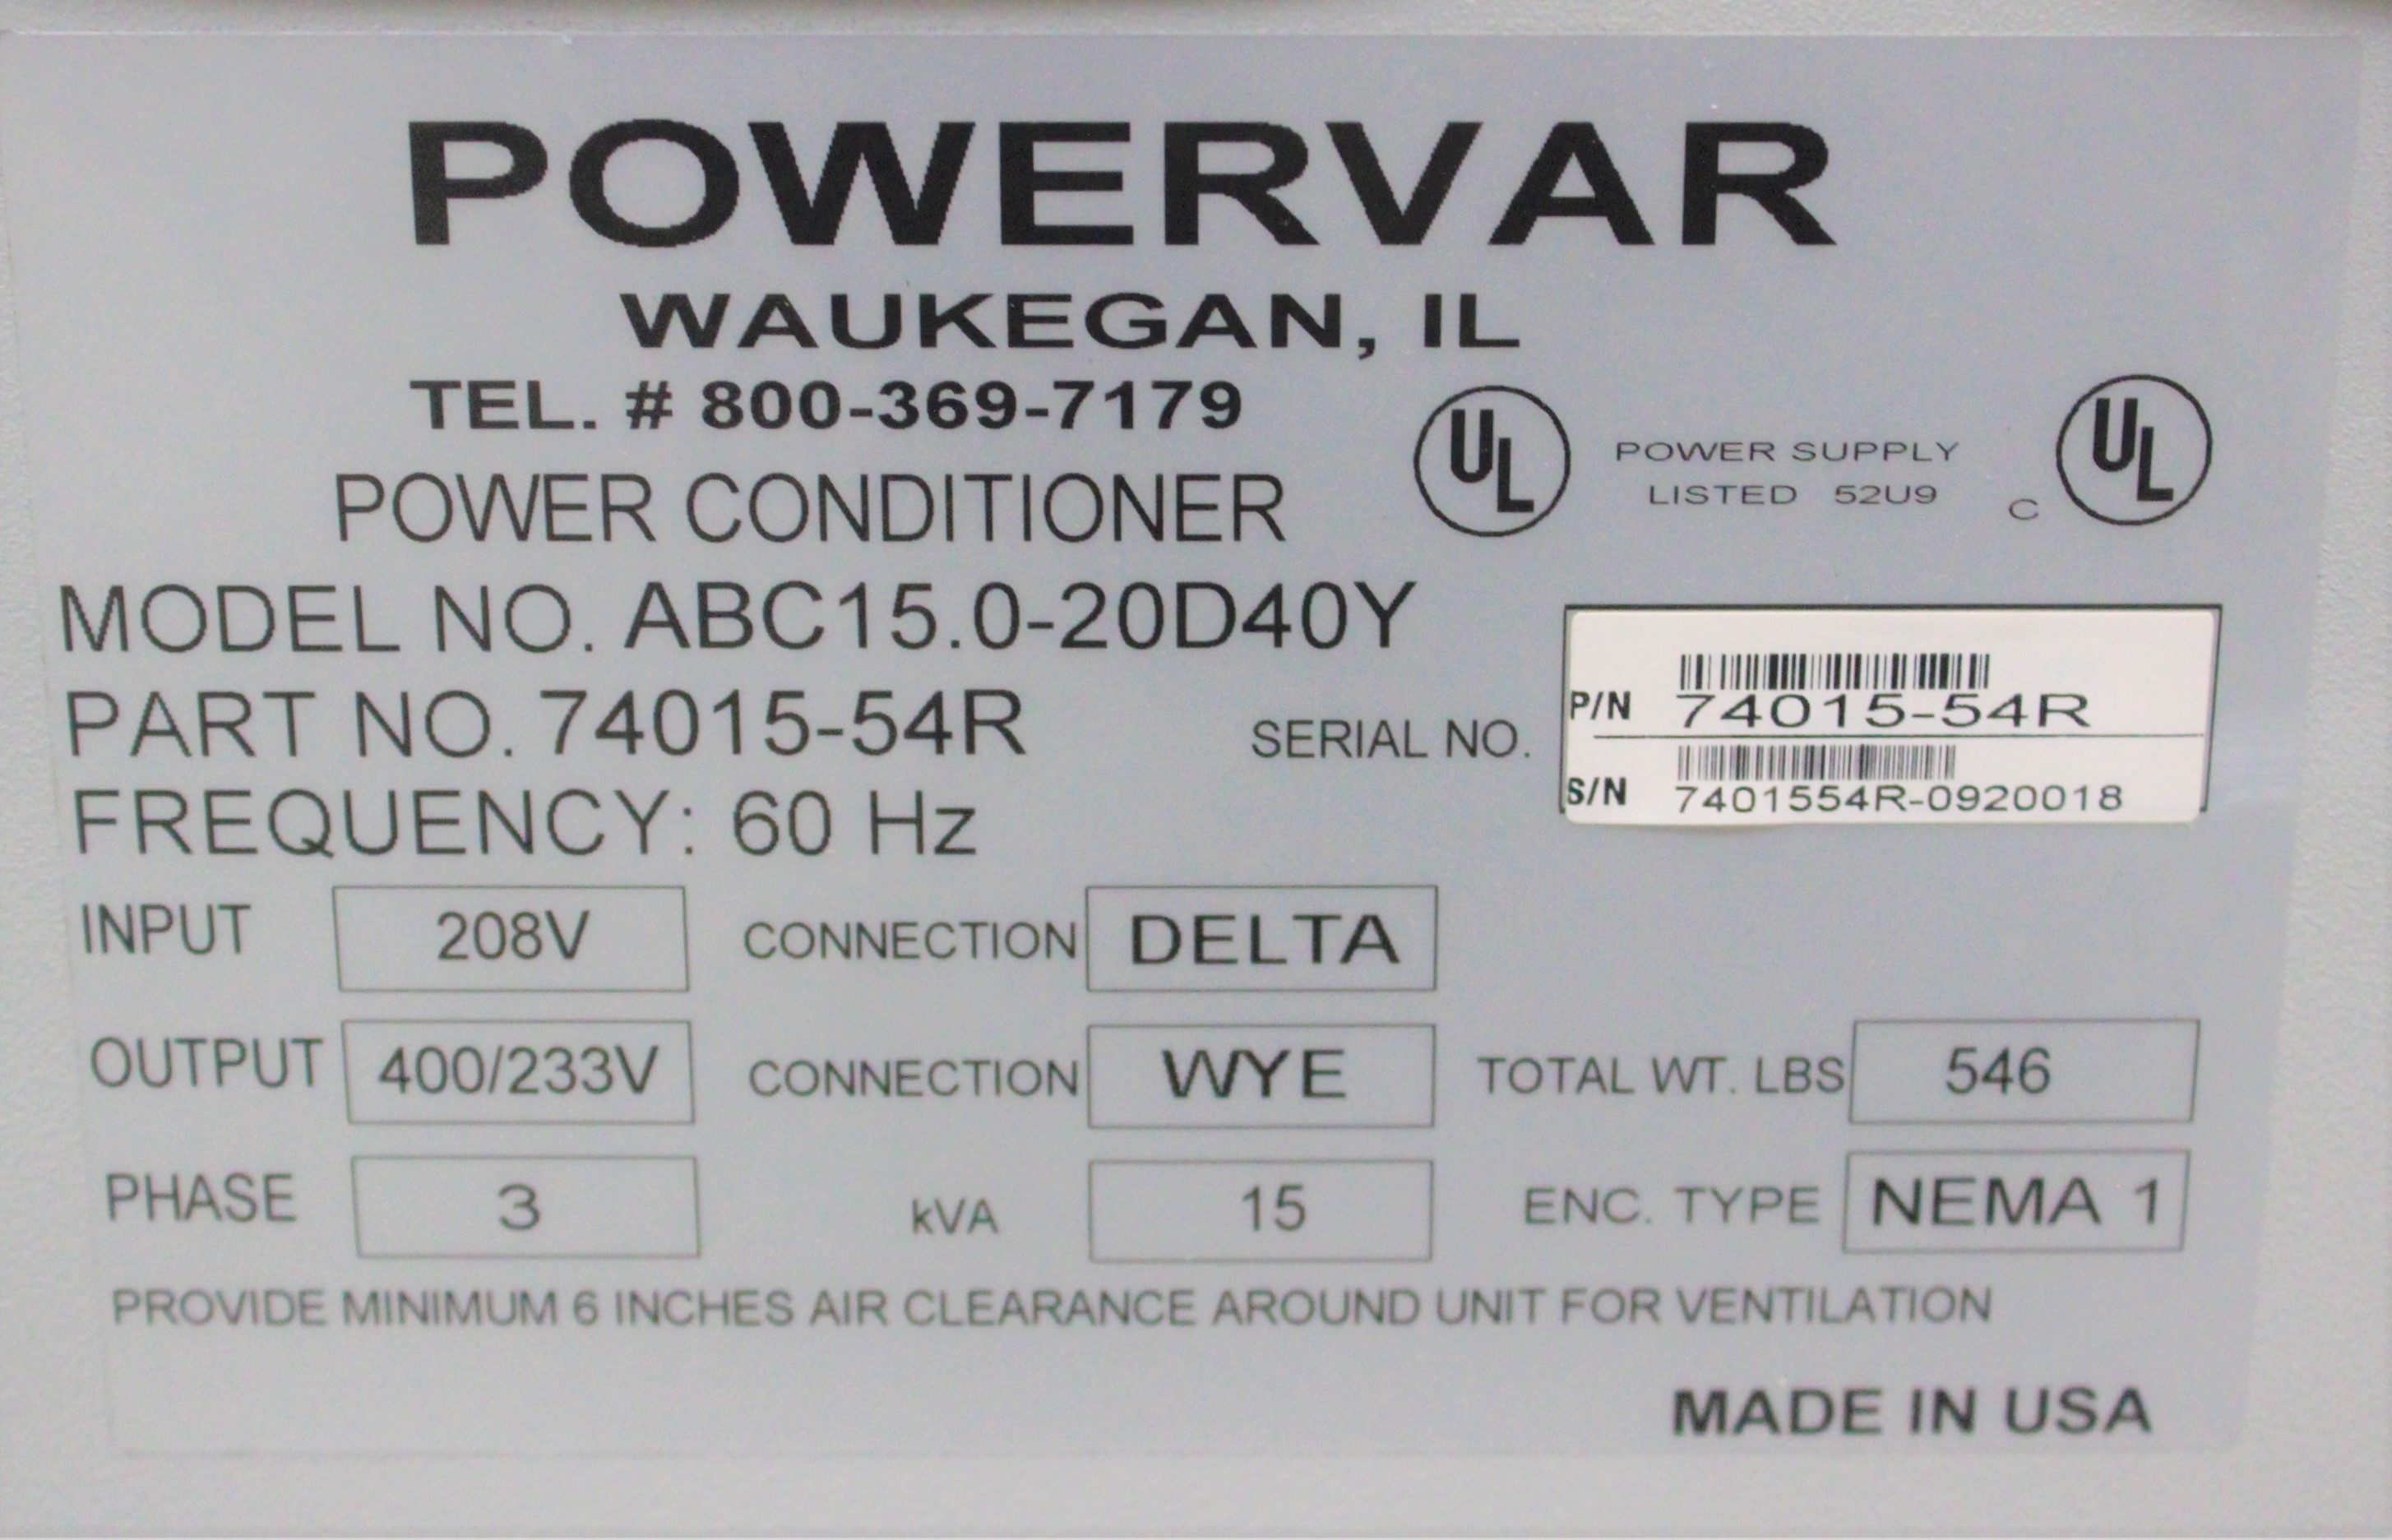 POWERVAR
WAUKEGAN, IL
TEL. # 800-369-7179
UL POWER SUPPLY C UL
LISTED 52U9
POWER CONDITIONER
MODEL NO. ABC15.0-20D40Y
PART NO. 74015-54R
SERIAL NO.
P/N 74015-54R
S/N 7401554R-0920018
FREQUENCY: 60 Hz
INPUT 208V CONNECTION DELTA
OUTPUT 400/233V CONNECTION WYE TOTAL WT. LBS 546
PHASE 3 kVA 15 ENC. TYPE NEMA 1
PROVIDE MINIMUM 6 INCHES AIR CLEARANCE AROUND UNIT FOR VENTILATION
MADE IN USA